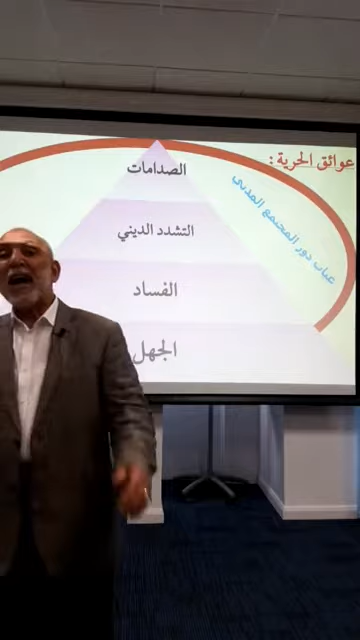 عوائق الحرية:
الصدامات
التشدد الديني
الفساد
الجهل
غياب دور المجتمع المدني